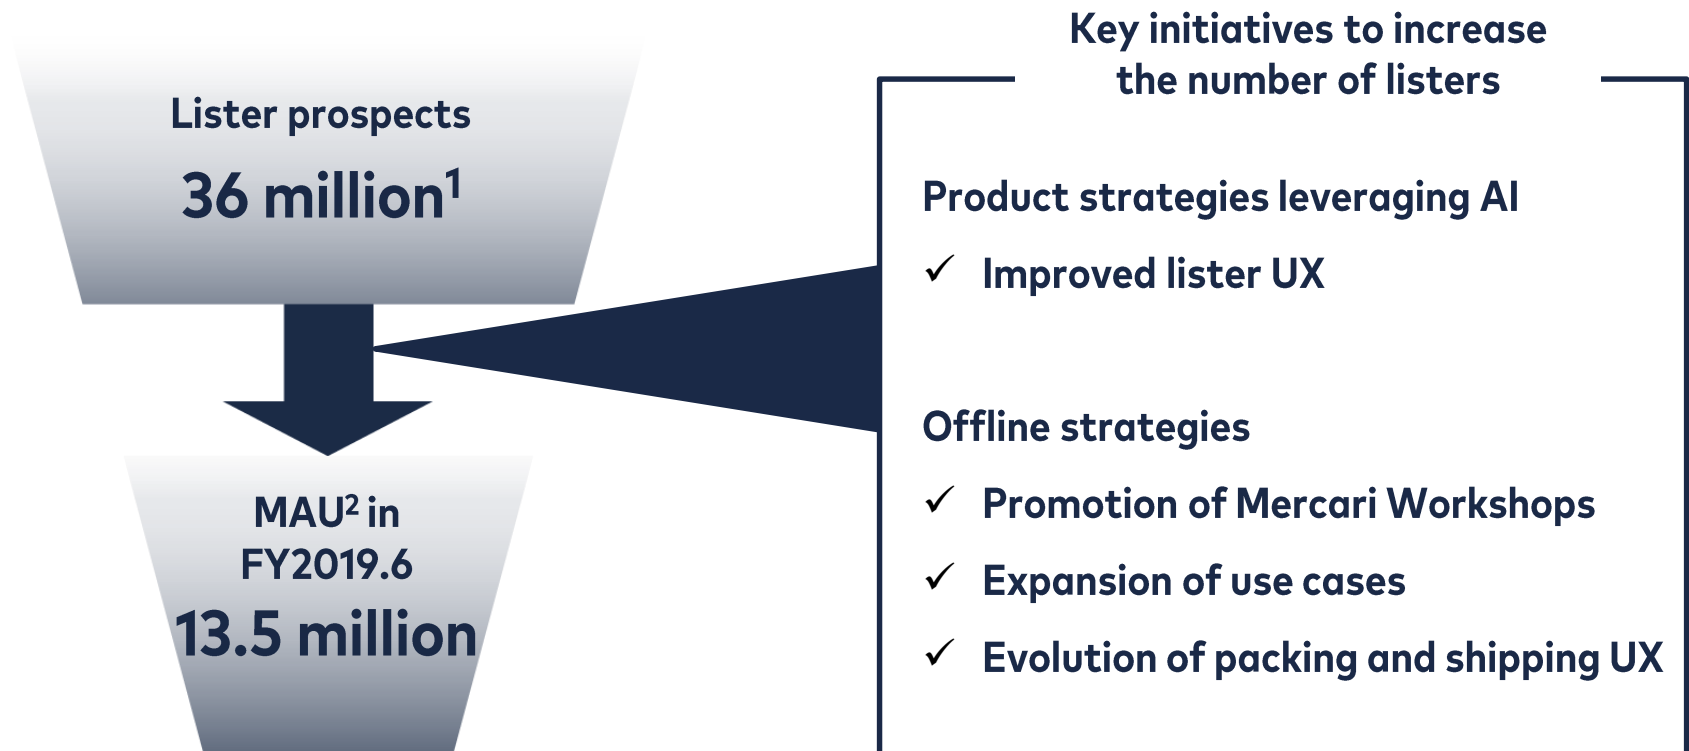 Lister prospects
36 million¹
MAU² in
FY2019.6
13.5 million
Key initiatives to increase
the number of listers
Product strategies leveraging AI
✓ Improved lister UX
Offline strategies
✓ Promotion of Mercari Workshops
✓ Expansion of use cases
✓ Evolution of packing and shipping UX